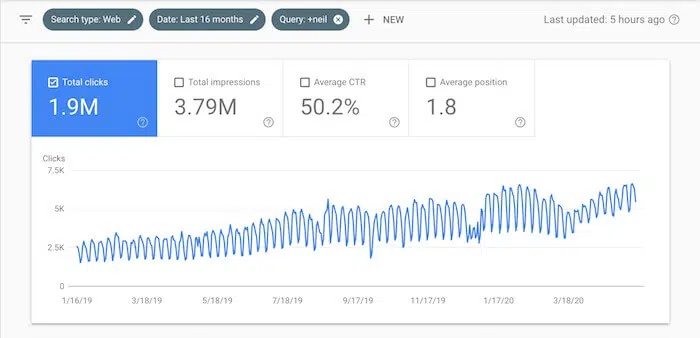 Search type: Web Date: Last 16 months Query: +neil + NEW Last updated: 5 hours ago
Total clicks Total impressions Average CTR Average position
1.9M 3.79M 50.2% 1.8
Clicks
7.5K
5K
2.5K
0
1/16/19 3/18/19 5/18/19 7/18/19 9/17/19 11/17/19 1/17/20 3/18/20